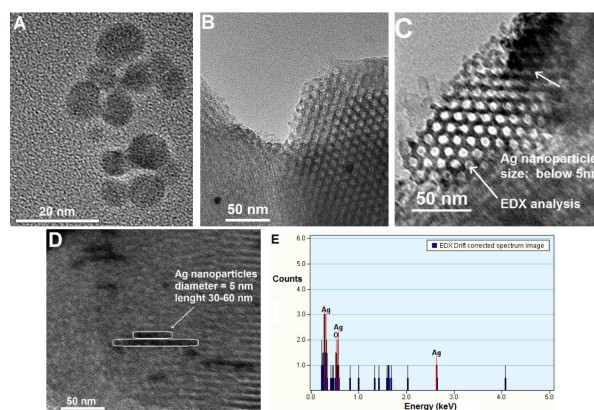 A
20 nm
B
50 nm
C
Ag nanoparticle
size: below 5n
50 nm
EDX analysis
D
Ag nanoparticles
diameter = 5 nm
lenght 30-60 nm
50 nm
E
6.0
5.0
4.0
3.0
2.0
1.0
Counts
EDX Drift corrected spectrum image
Ag
Ag
O
Ag
0.0
1.0
2.0
3.0
4.0
5.0
Energy (keV)